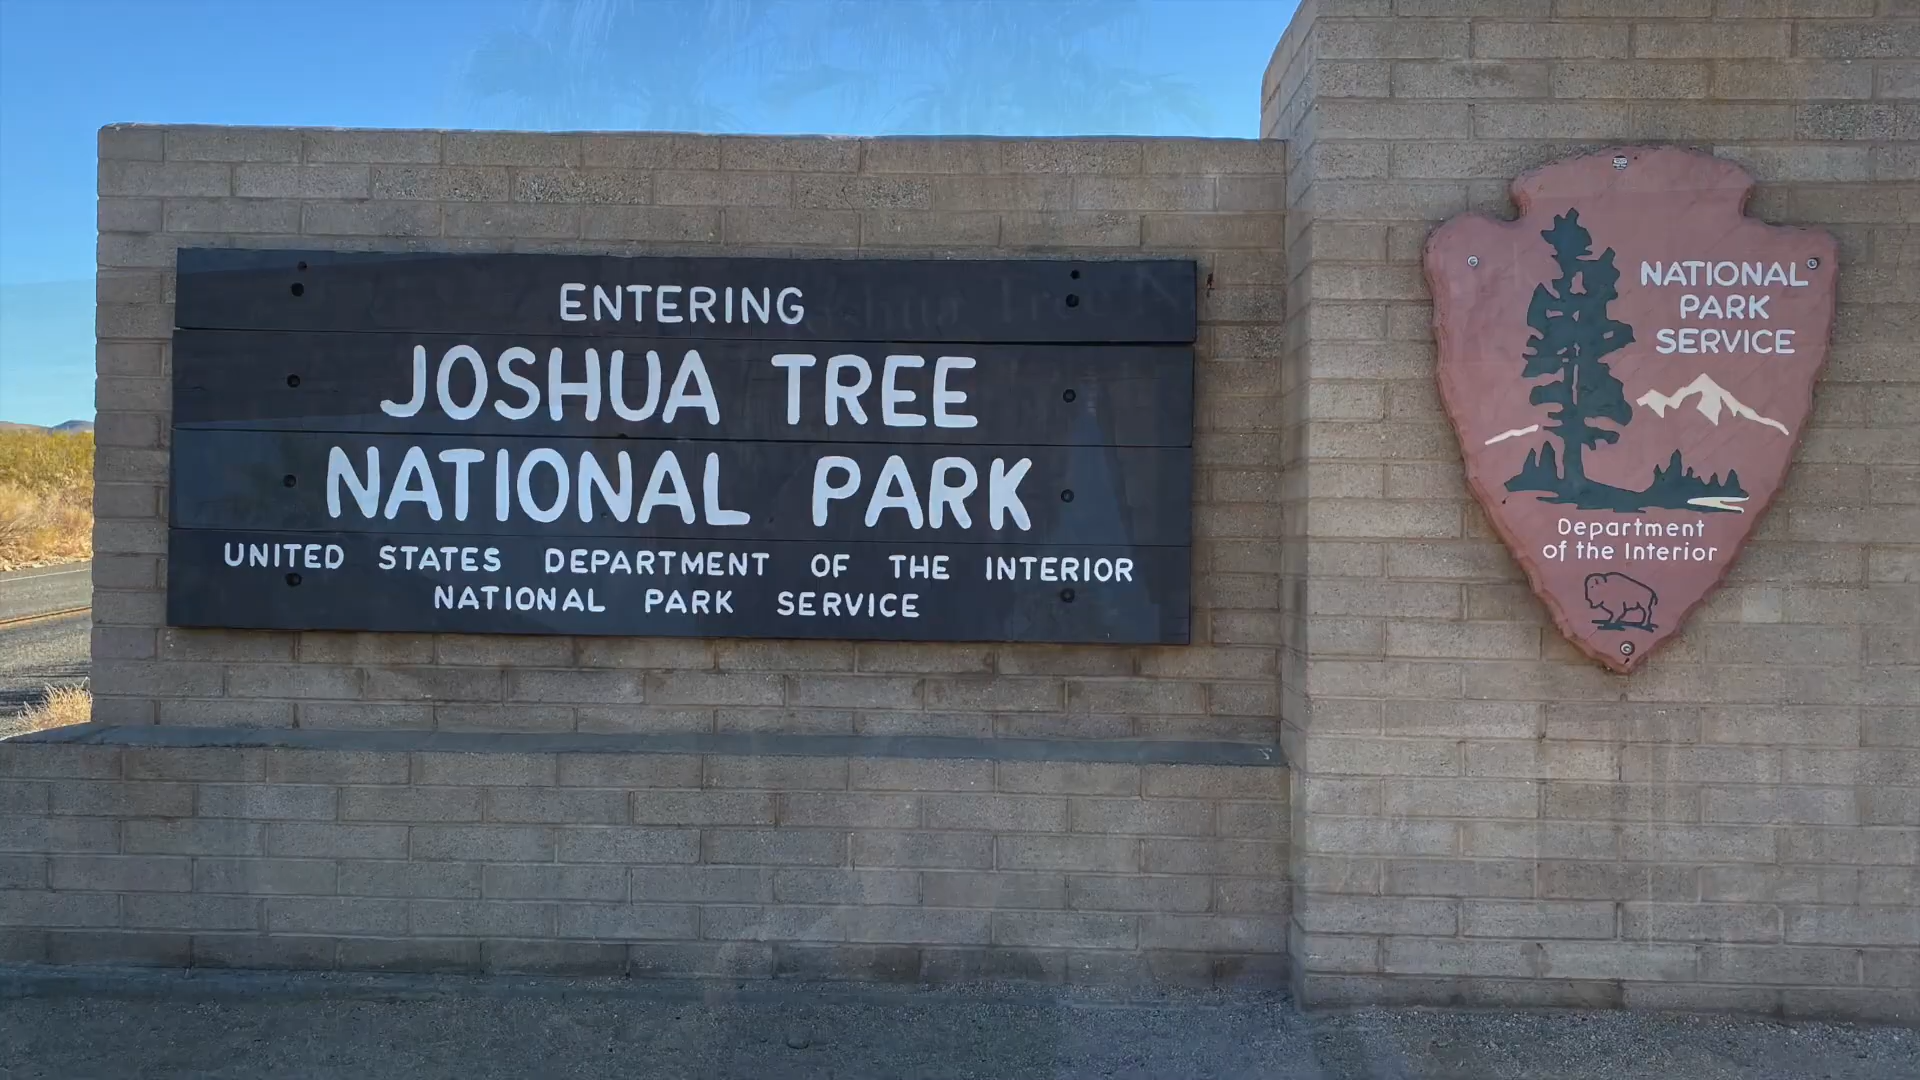 ENTERING
JOSHUA TREE
NATIONAL PARK
UNITED STATES DEPARTMENT OF THE INTERIOR
NATIONAL PARK SERVICE
NATIONAL
PARK
SERVICE
Department
of the Interior